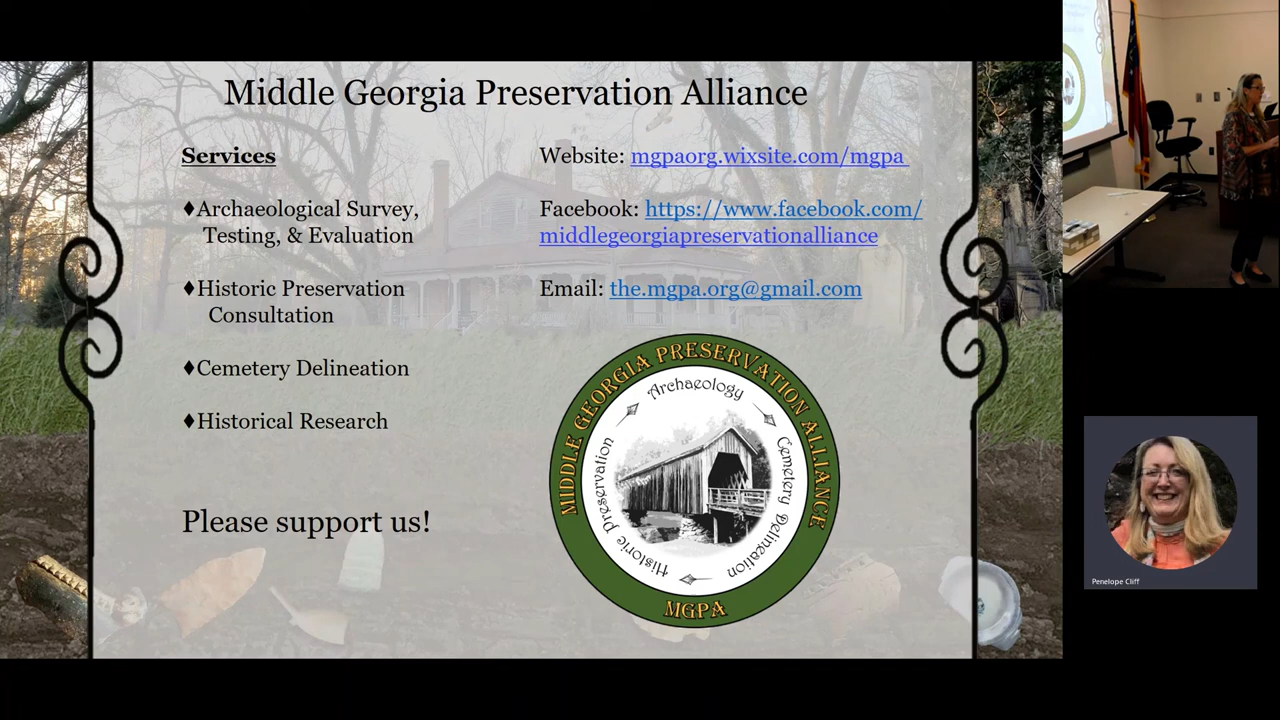 Middle Georgia Preservation Alliance
Services
♦Archaeological Survey,
Testing, & Evaluation
♦Historic Preservation
Consultation
♦Cemetery Delineation
♦Historical Research
Please support us!
Website: mgpaorg.wixsite.com/mgpa
Facebook: https://www.facebook.com/
middlegeorgiapreservationalliance
Email: the.mgpa.org@gmail.com
MIDDLE GEORGIA PRESERVATION ALLIANCE
Archaeology
Cemetery Delineation
Historic Preservation
MGPA
Penelope Cliff